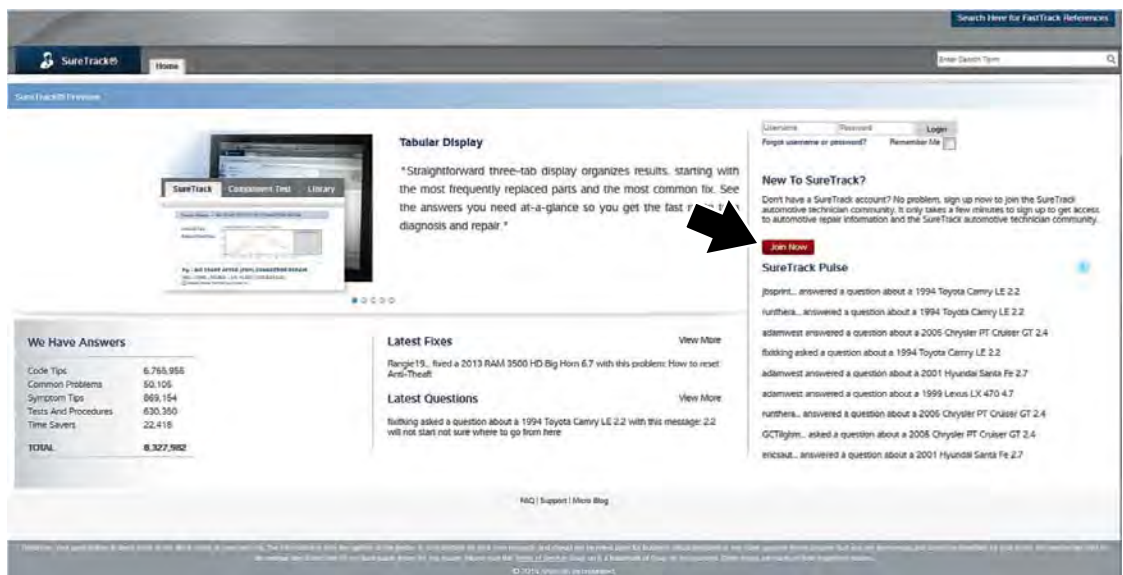 Search Here for FastTrack References
SureTrack®
Home
Enter Search Term
SureTrack® Preview
Username Password Login
Forgot username or password? Remember Me
Tabular Display
"Straightforward three-tab display organizes results, starting with
the most frequently replaced parts and the most common fix. See
the answers you need at-a-glance so you get the fast
diagnosis and repair."
SureTrack Component Test Library
New To SureTrack?
Don't have a SureTrack account? No problem, sign up now to join the SureTrack
automotive technician community. It only takes a few minutes to sign up to get access
to automotive repair information and the SureTrack automotive technician community.
Join Now
SureTrack Pulse
jbsprint... answered a question about a 1994 Toyota Camry LE 2.2
runthera... answered a question about a 1994 Toyota Camry LE 2.2
adamwest answered a question about a 2005 Chrysler PT Cruiser GT 2.4
fixitking asked a question about a 1994 Toyota Camry LE 2.2
adamwest answered a question about a 2001 Hyundai Santa Fe 2.7
adamwest answered a question about a 1999 Lexus LX 470 4.7
runthera... answered a question about a 2005 Chrysler PT Cruiser GT 2.4
GCTilghm... asked a question about a 2005 Chrysler PT Cruiser GT 2.4
ericsaut... answered a question about a 2001 Hyundai Santa Fe 2.7
We Have Answers
Code Tips 6,765,956
Common Problems 50,105
Symptom Tips 869,154
Tests And Procedures 630,350
Time Savers 22,418
TOTAL 8,327,982
Latest Fixes View More
Rangie19... fixed a 2013 RAM 3500 HD Big Horn 6.7 with this problem: How to reset
Anti-Theft
Latest Questions View More
fixitking asked a question about a 1994 Toyota Camry LE 2.2 with this message: 2.2
will not start not sure where to go from here
FAQ | Support | Micro Blog